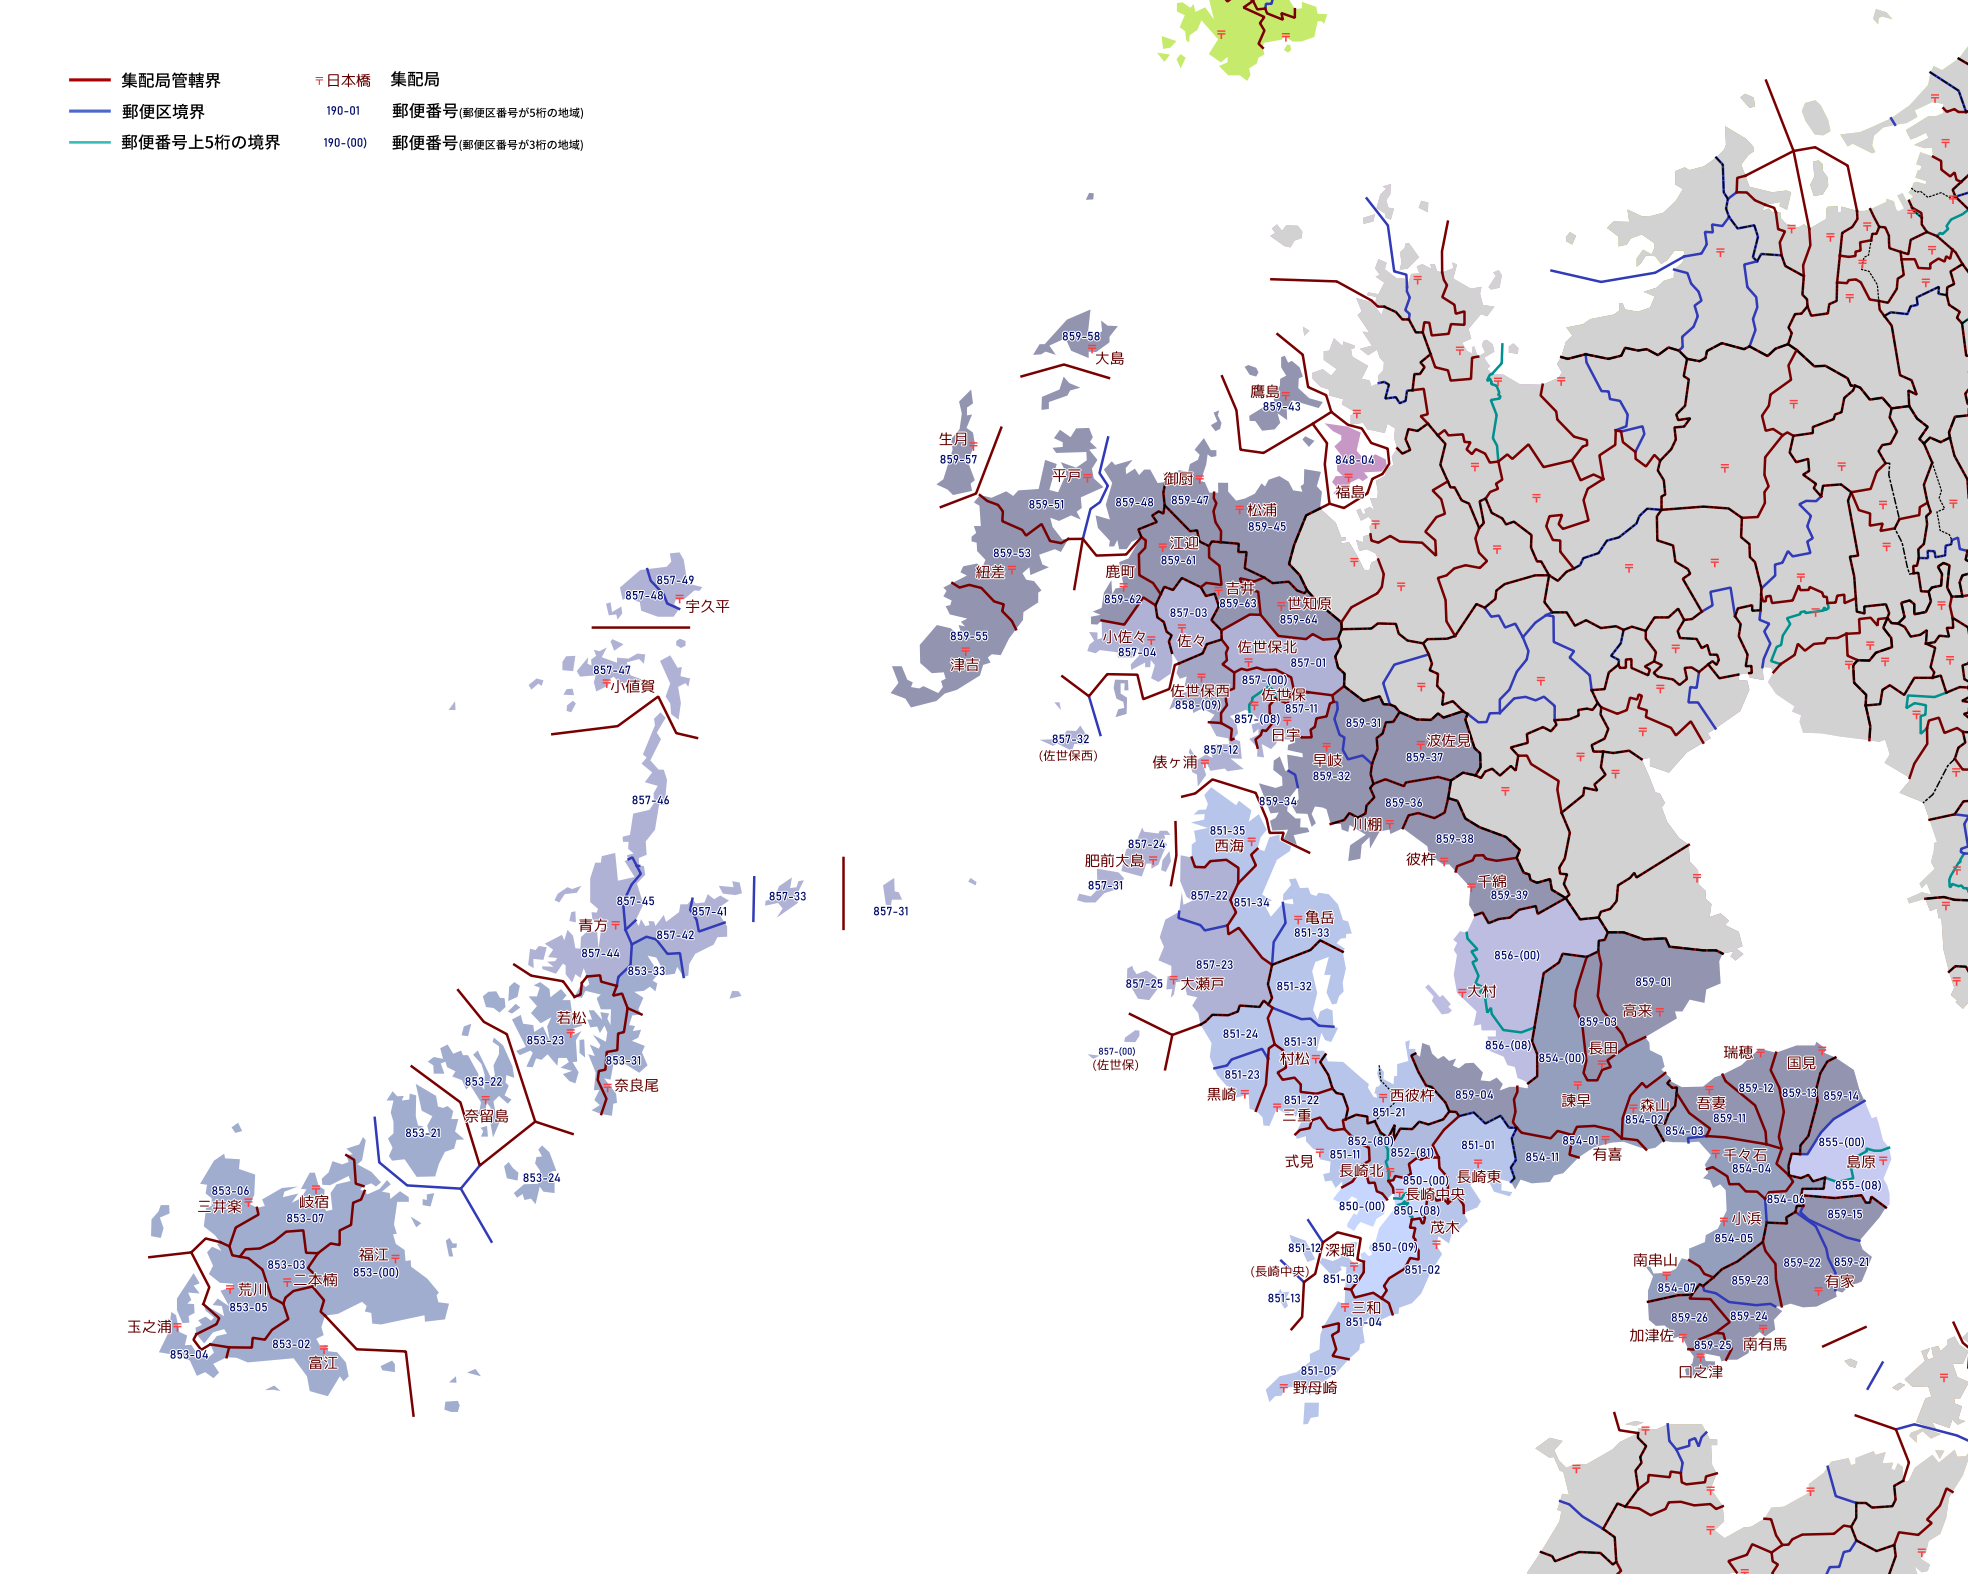 集配局管轄界
〒日本橋 集配局
郵便区境界
190-01 郵便番号(郵便区番号が5桁の地域)
郵便番号上5桁の境界
190-(00) 郵便番号(郵便区番号が3桁の地域)
859-58
大島
鷹島
859-43
生月
859-57
平戸
859-51
859-48
御厨
859-47
松浦
859-45
848-04
福島
859-53
紐差
江迎
859-61
鹿町
859-62
吉井
859-63
世知原
859-64
857-49
857-48
宇久平
857-03
佐々
859-55
津吉
小佐々
857-04
佐世保北
857-01
857-47
小値賀
857-(00)
佐世保西
858-(09)
佐世保
857-11
857-(08)
日宇
859-31
波佐見
859-37
857-32
(佐世保西)
857-12
俵ヶ浦
早岐
859-32
857-46
859-34
859-36
川棚
851-35
西海
859-38
857-24
肥前大島
彼杵
857-31
千綿
859-39
857-22
851-34
857-45
857-41
857-33
857-31
青方
857-42
亀岳
851-33
857-44
853-33
857-23
856-(00)
857-25
大瀬戸
851-32
859-01
大村
高来
若松
853-23
851-24
851-31
859-03
856-(08)
長田
854-(00)
857-(00)
(佐世保)
村松
853-31
瑞穂
国見
853-22
851-23
奈良尾
黒崎
851-22
西彼杵
859-04
諫早
859-12
859-13
859-14
奈留島
三重
851-21
森山
854-02
吾妻
859-11
853-21
852-(80)
854-03
854-01
855-(00)
851-11
852-(81)
851-01
有喜
千々石
854-04
式見
長崎北
長崎東
854-11
島原
853-24
850-(00)
853-06
三井楽
岐宿
853-07
850-(00)
長崎中央
850-(08)
854-06
855-(08)
小浜
859-15
茂木
854-05
851-12
深堀
850-(09)
福江
853-(00)
853-03
南串山
859-22
859-21
(長崎中央)
851-03
851-02
二本楠
荒川
854-07
859-23
有家
853-05
851-13
三和
851-04
859-26
859-24
玉之浦
加津佐
859-25
南有馬
853-02
853-04
富江
口之津
851-05
野母崎